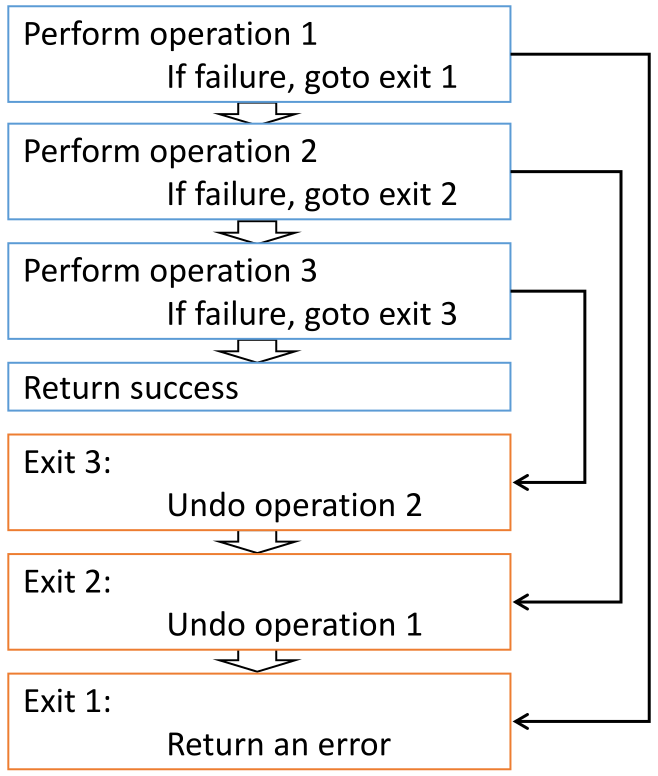 Perform operation 1
If failure, goto exit 1
Perform operation 2
If failure, goto exit 2
Perform operation 3
If failure, goto exit 3
Return success
Exit 3:
Undo operation 2
Exit 2:
Undo operation 1
Exit 1:
Return an error